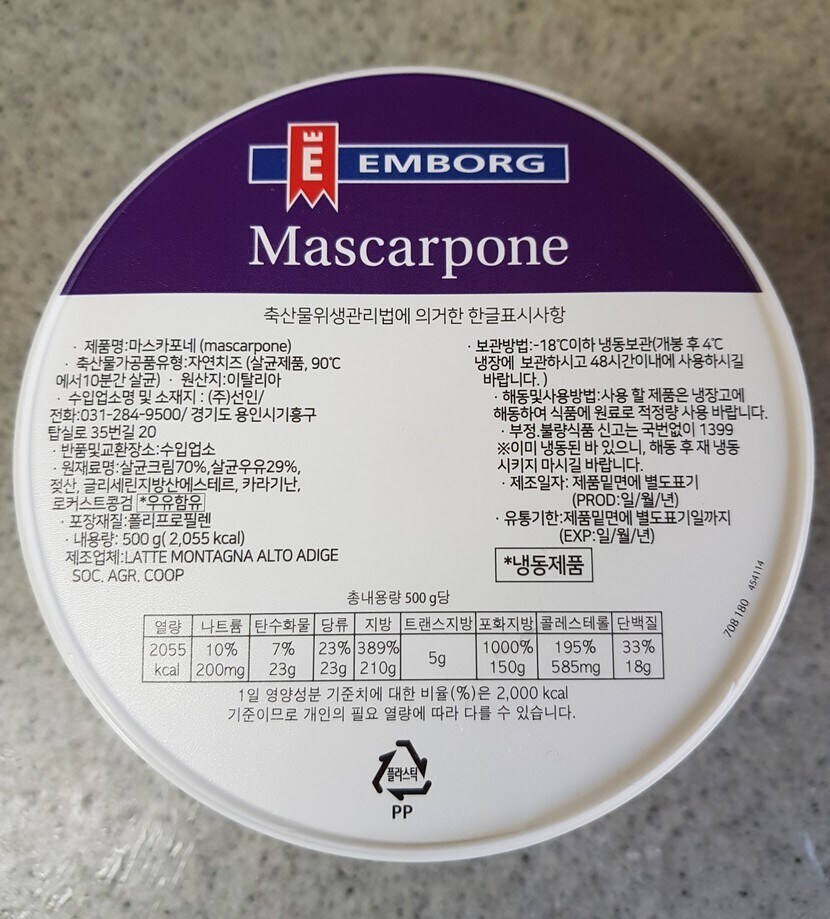 E
EMBORG
Mascarpone
축산물위생관리법에 의거한 한글표시사항
· 제품명:마스카포네 (mascarpone)
· 축산물가공품유형:자연치즈 (살균제품, 90℃
에서10분간 살균) · 원산지:이탈리아
· 수입업소명 및 소재지 : (주)선인/
전화:031-284-9500/ 경기도 용인시기흥구
탑실로 35번길 20
· 반품및교환장소:수입업소
· 원재료명:살균크림70%,살균우유29%,
젖산, 글리세린지방산에스테르, 카라기난,
로커스트콩검 *우유함유
· 포장재질:폴리프로필렌
· 내용량: 500 g( 2,055 kcal)
제조업체:LATTE MONTAGNA ALTO ADIGE
SOC. AGR. COOP
· 보관방법:-18℃이하 냉동보관(개봉 후 4℃
냉장에 보관하시고 48시간이내에 사용하시길
바랍니다. )
· 해동및사용방법:사용 할 제품은 냉장고에
해동하여 식품에 원료로 적정량 사용 바랍니다.
· 부정.불량식품 신고는 국번없이 1399
※이미 냉동된 바 있으니, 해동 후 재 냉동
시키지 마시길 바랍니다.
· 제조일자: 제품밑면에 별도표기
(PROD:일/월/년)
· 유통기한:제품밑면에 별도표기일까지
(EXP:일/월/년)
*냉동제품
708 180 454114
총내용량 500 g당
열량 나트륨 탄수화물 당류 지방 트랜스지방 포화지방 콜레스테롤 단백질
2055 10% 7% 23% 389% 5g 1000% 195% 33%
kcal 200mg 23g 23g 210g 150g 585mg 18g
1일 영양성분 기준치에 대한 비율(%)은 2,000 kcal
기준이므로 개인의 필요 열량에 따라 다를 수 있습니다.
플라스틱
PP